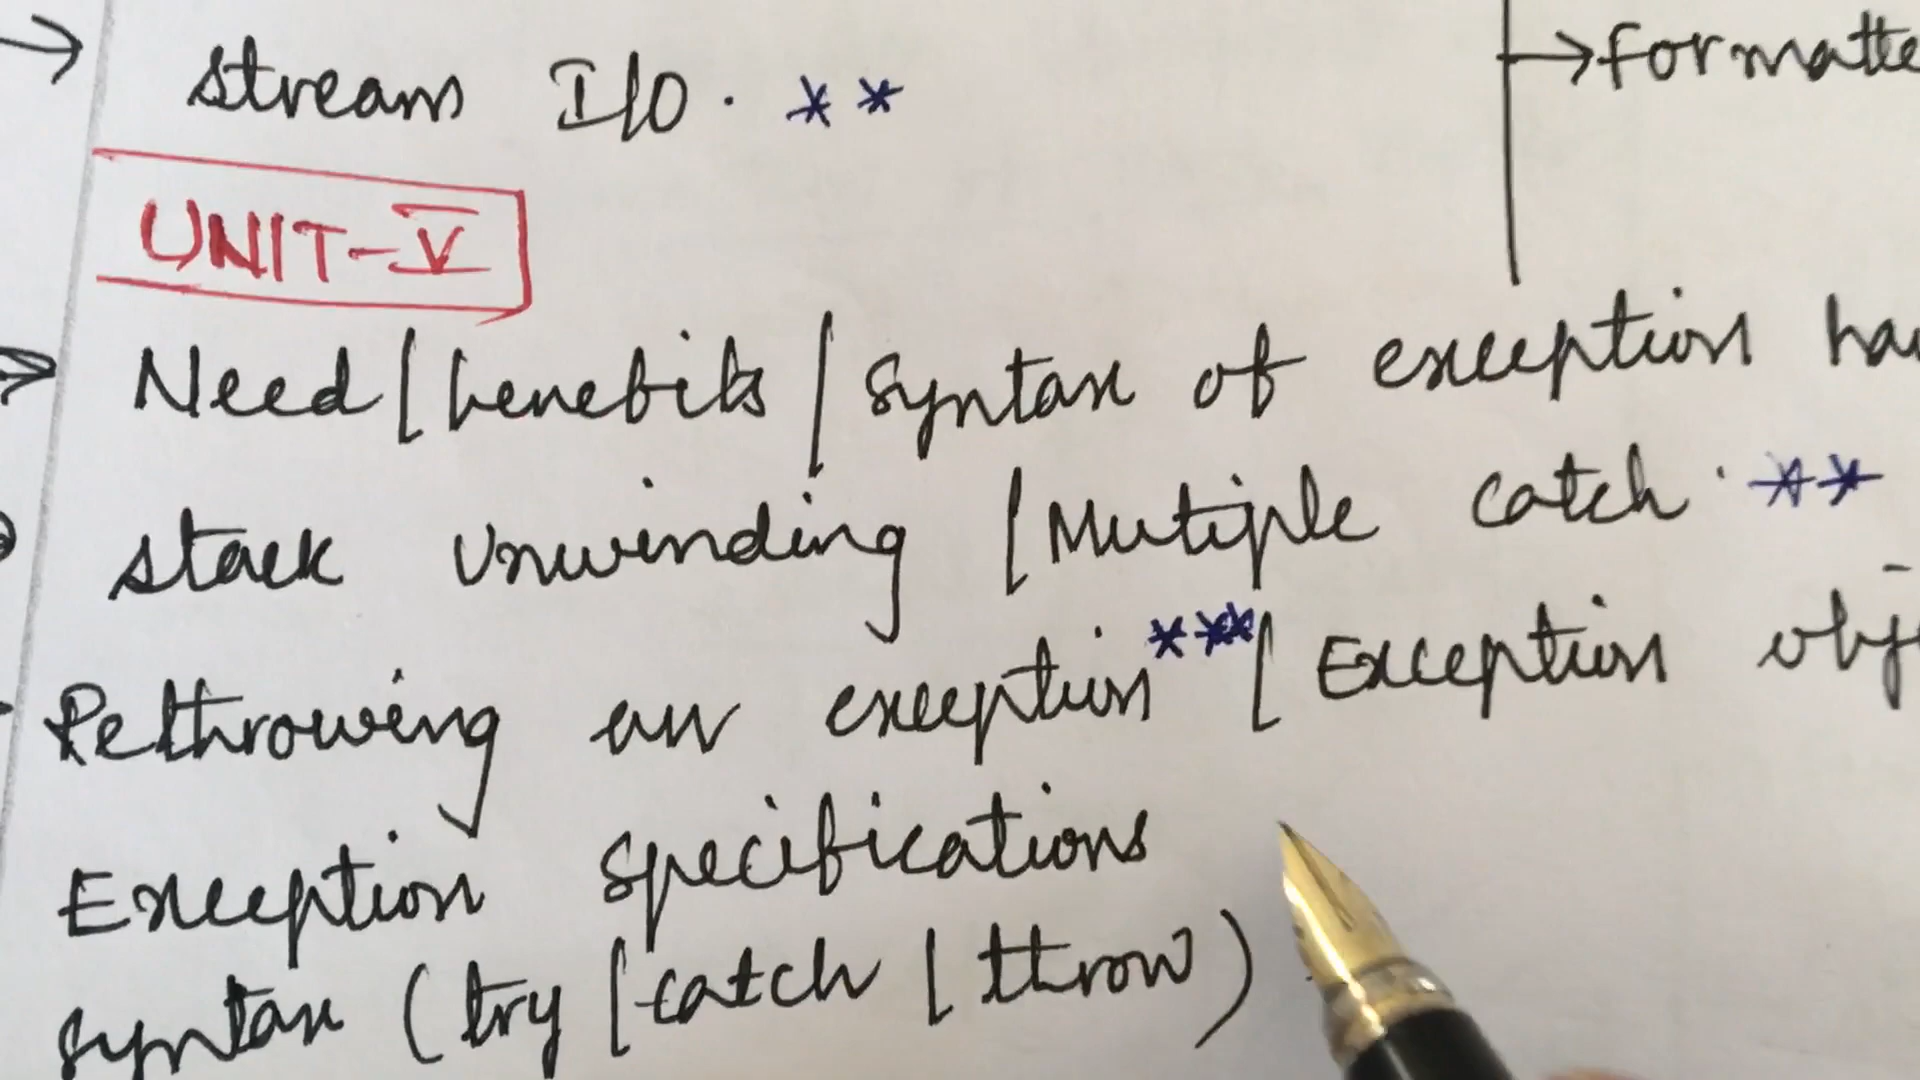 Stream I/O. **
→ formatte
UNIT-V
Need/benefits/Syntax of exception ha
Stack Unwinding / Mutiple catch. **
Rethrowing an exception*** / Exception obj
Exception specifications
Syntax (try/catch/throw)